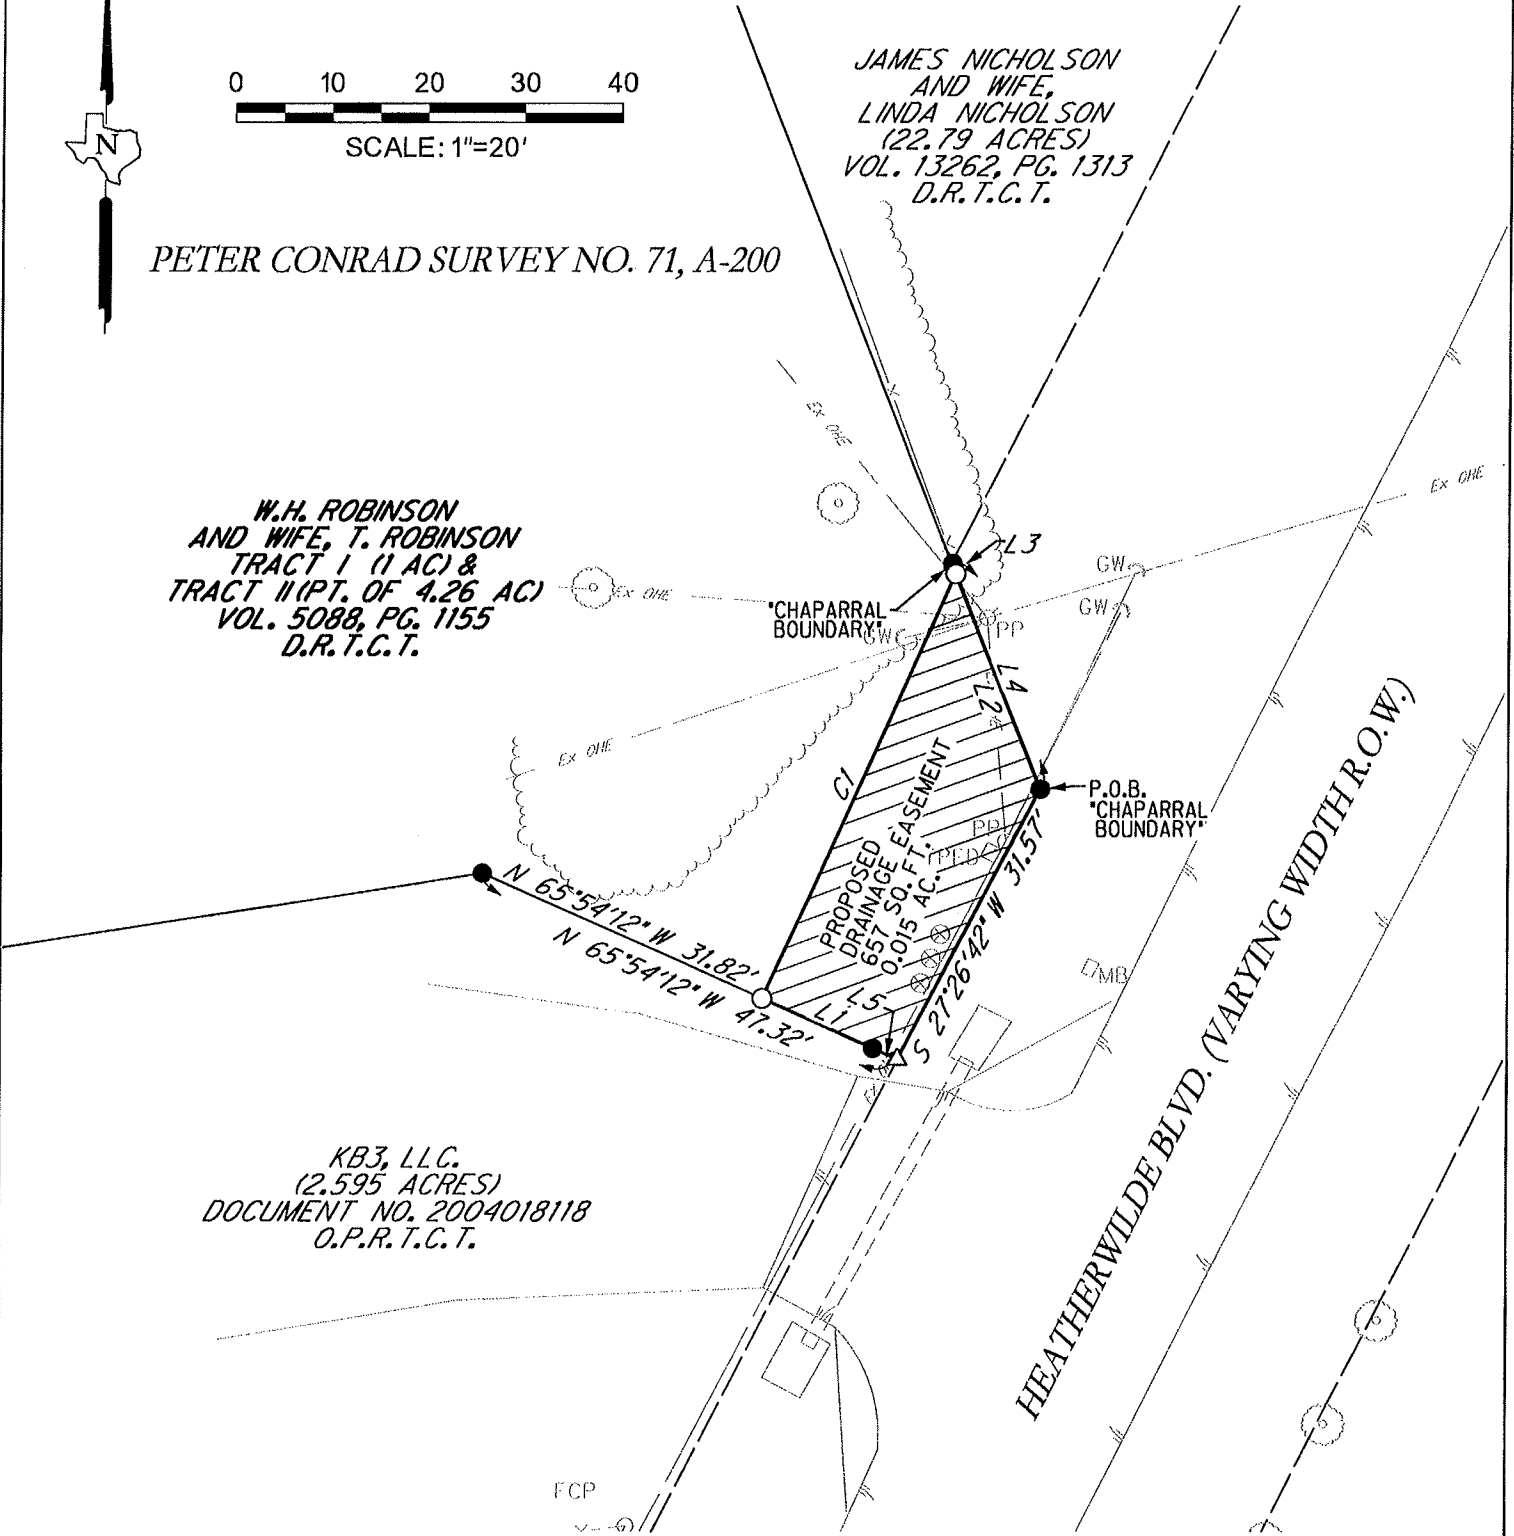 0 10 20 30 40
SCALE: 1"=20'
N
JAMES NICHOLSON
AND WIFE,
LINDA NICHOLSON
(22.79 ACRES)
VOL. 13262, PG. 1313
D.R.T.C.T.
PETER CONRAD SURVEY NO. 71, A-200
Ex OHE
Ex OHE
W.H. ROBINSON
AND WIFE, T. ROBINSON
TRACT I (1 AC) &
TRACT II (PT. OF 4.26 AC)
VOL. 5088, PG. 1155
D.R.T.C.T.
Ex OHE
L3
GW
GW
"CHAPARRAL
BOUNDARY"
GW
PP
L4
L2
Ex OHE
C1
P.O.B.
"CHAPARRAL
BOUNDARY"
PP
TPED
PROPOSED
DRAINAGE EASEMENT
657 SQ. FT.
0.015 AC.
S 27°26'42" W 31.57'
N 65°54'12" W 31.82'
N 65°54'12" W 47.32'
L1
L5
MB
HEATHERWILDE BLVD. (VARYING WIDTH R.O.W.)
KB3, LLC.
(2.595 ACRES)
DOCUMENT NO. 2004018118
O.P.R.T.C.T.
FCP